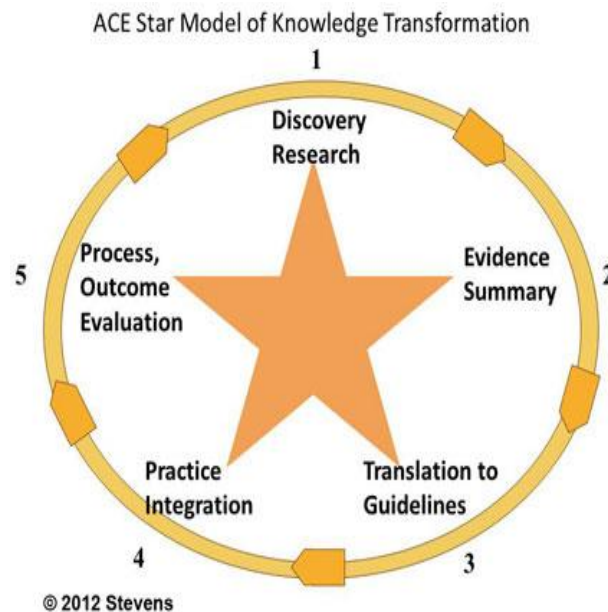 ACE Star Model of Knowledge Transformation
1
Discovery
Research
2
Evidence
Summary
3
Translation to
Guidelines
4
Practice
Integration
5
Process,
Outcome
Evaluation
© 2012 Stevens